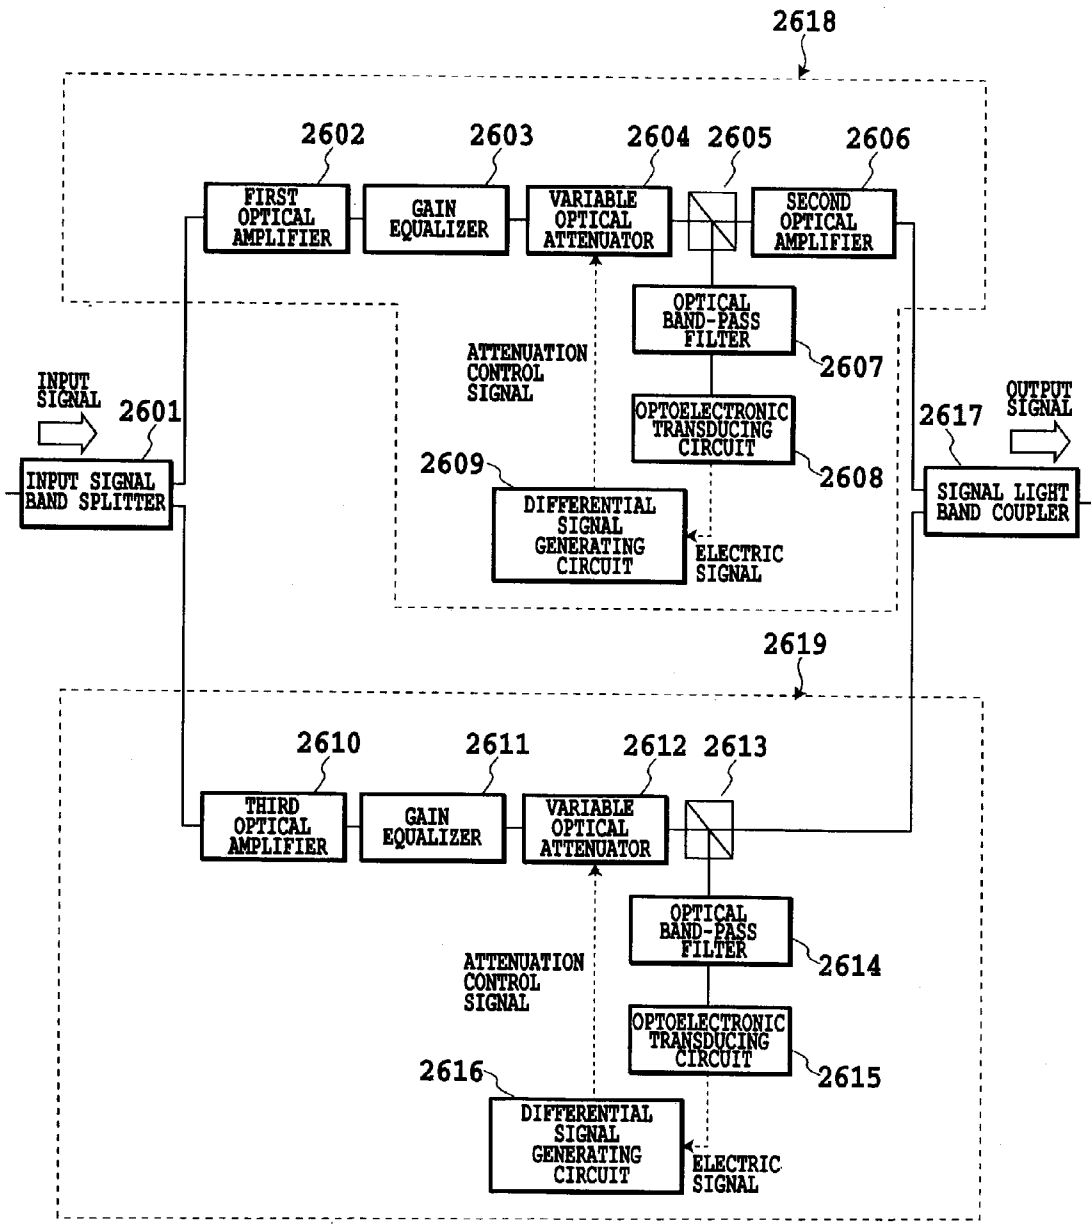 2618
2602
2603
2604
2605
2606
FIRST
OPTICAL
AMPLIFIER
GAIN
EQUALIZER
VARIABLE
OPTICAL
ATTENUATOR
SECOND
OPTICAL
AMPLIFIER
OPTICAL
BAND-PASS
FILTER
2607
ATTENUATION
CONTROL
SIGNAL
INPUT
SIGNAL
2601
OPTOELECTRONIC
TRANSDUCING
CIRCUIT
2608
2617
OUTPUT
SIGNAL
2609
INPUT SIGNAL
BAND SPLITTER
DIFFERENTIAL
SIGNAL
GENERATING
CIRCUIT
ELECTRIC
SIGNAL
SIGNAL LIGHT
BAND COUPLER
2619
2610
2611
2612
2613
THIRD
OPTICAL
AMPLIFIER
GAIN
EQUALIZER
VARIABLE
OPTICAL
ATTENUATOR
OPTICAL
BAND-PASS
FILTER
2614
ATTENUATION
CONTROL
SIGNAL
OPTOELECTRONIC
TRANSDUCING
CIRCUIT
2615
2616
DIFFERENTIAL
SIGNAL
GENERATING
CIRCUIT
ELECTRIC
SIGNAL